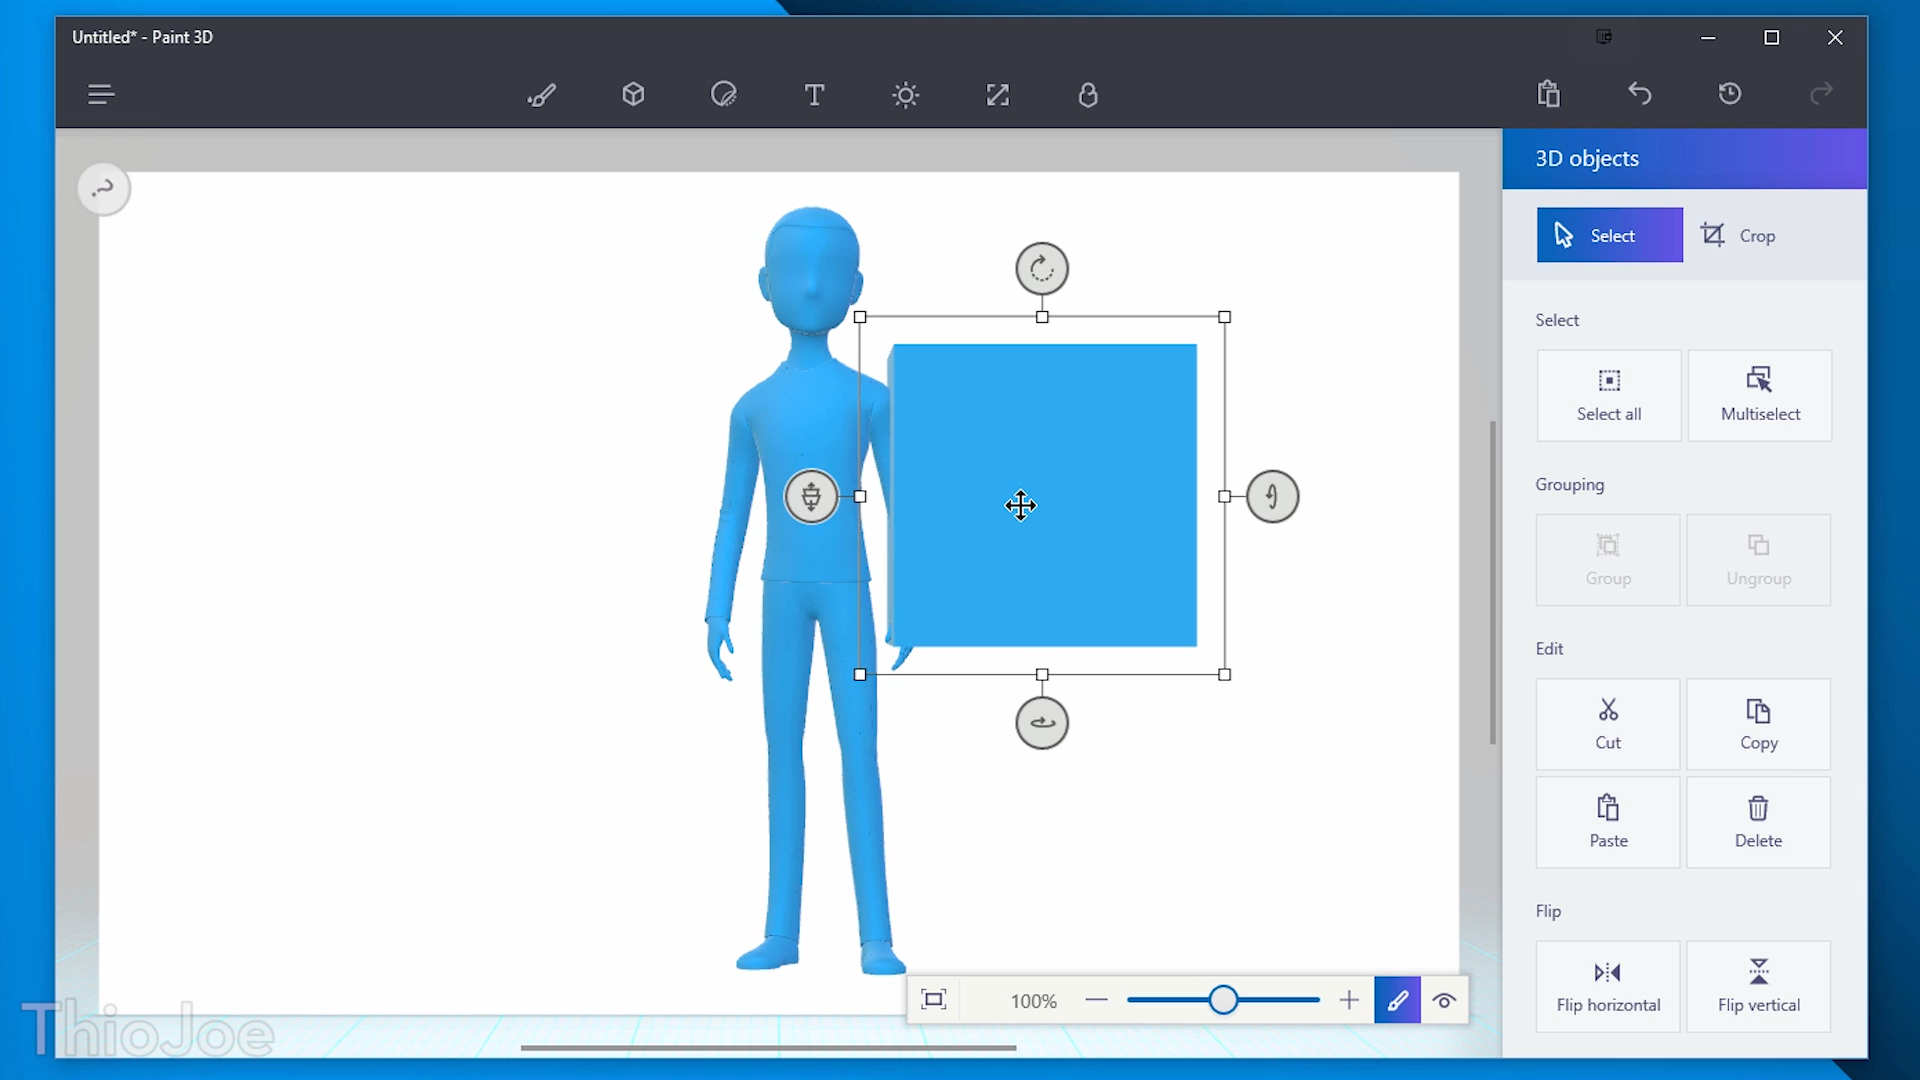 Untitled* - Paint 3D
3D objects
Select
Crop
Select
Select all
Multiselect
Grouping
Group
Ungroup
Edit
Cut
Copy
Paste
Delete
Flip
Flip horizontal
Flip vertical
100%
ThioJoe